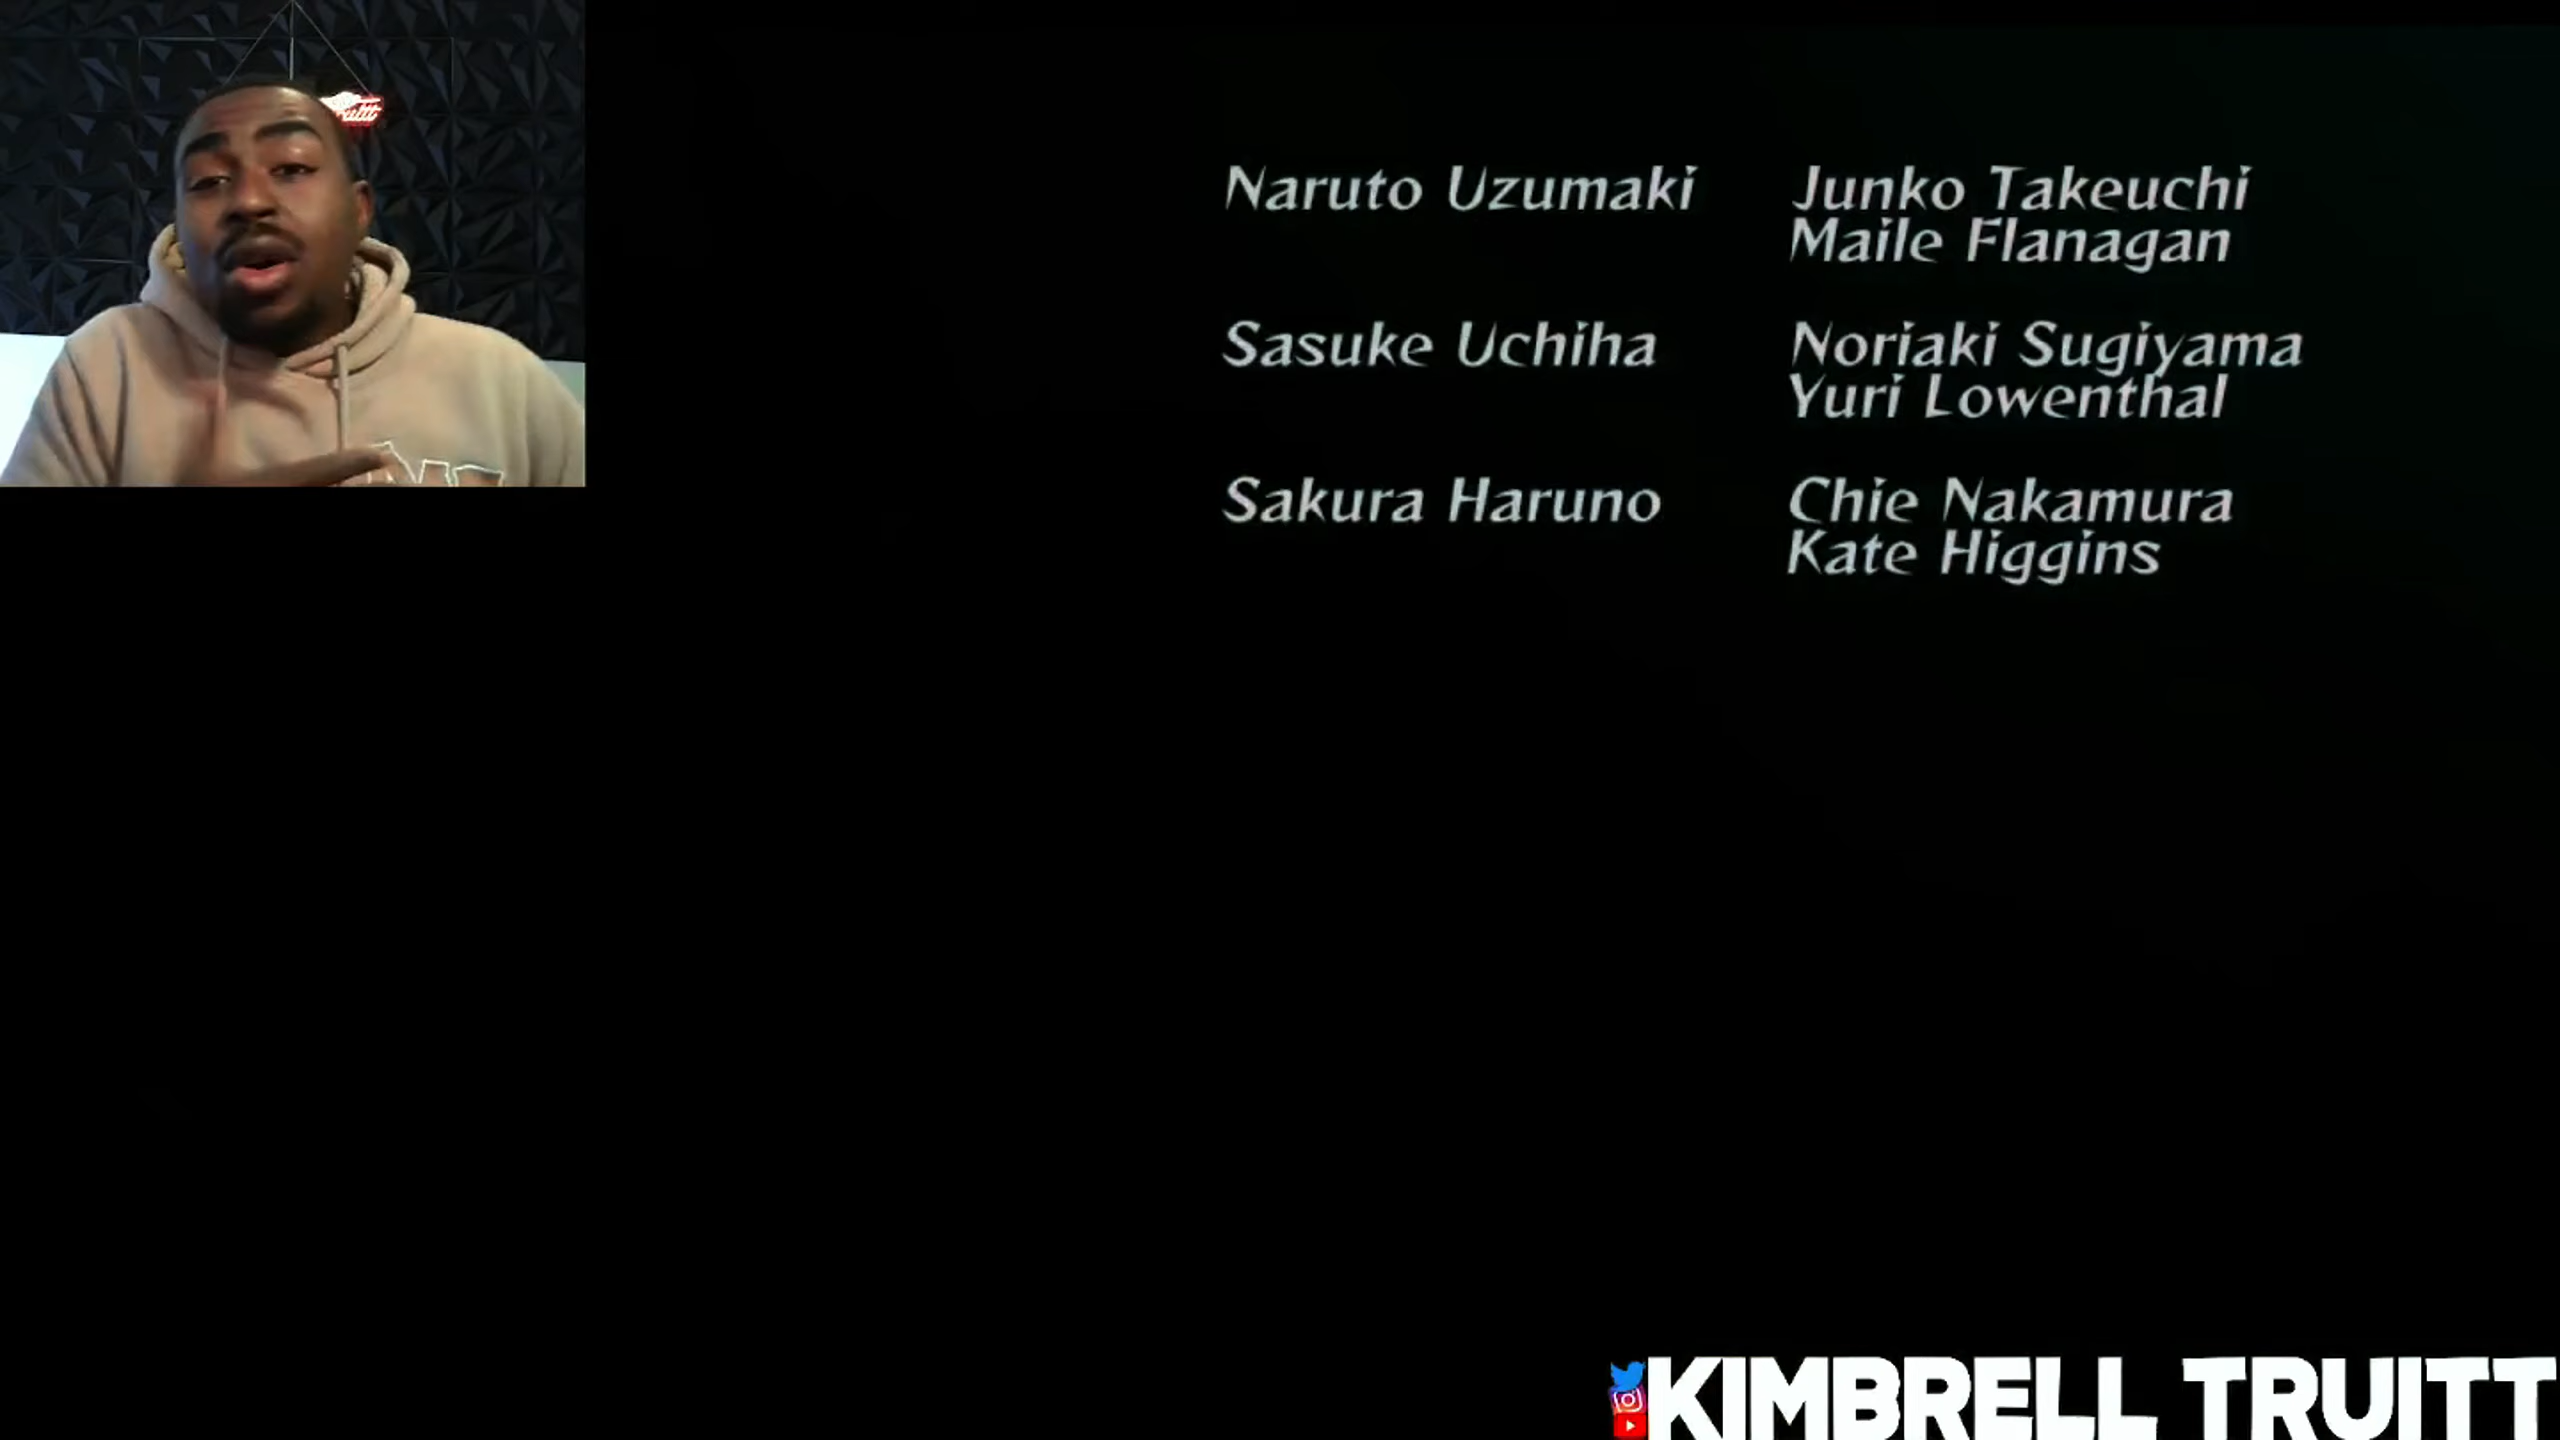 Naruto Uzumaki Junko Takeuchi
Maile Flanagan
Sasuke Uchiha Noriaki Sugiyama
Yuri Lowenthal
Sakura Haruno Chie Nakamura
Kate Higgins
KIMBRELL TRUITT